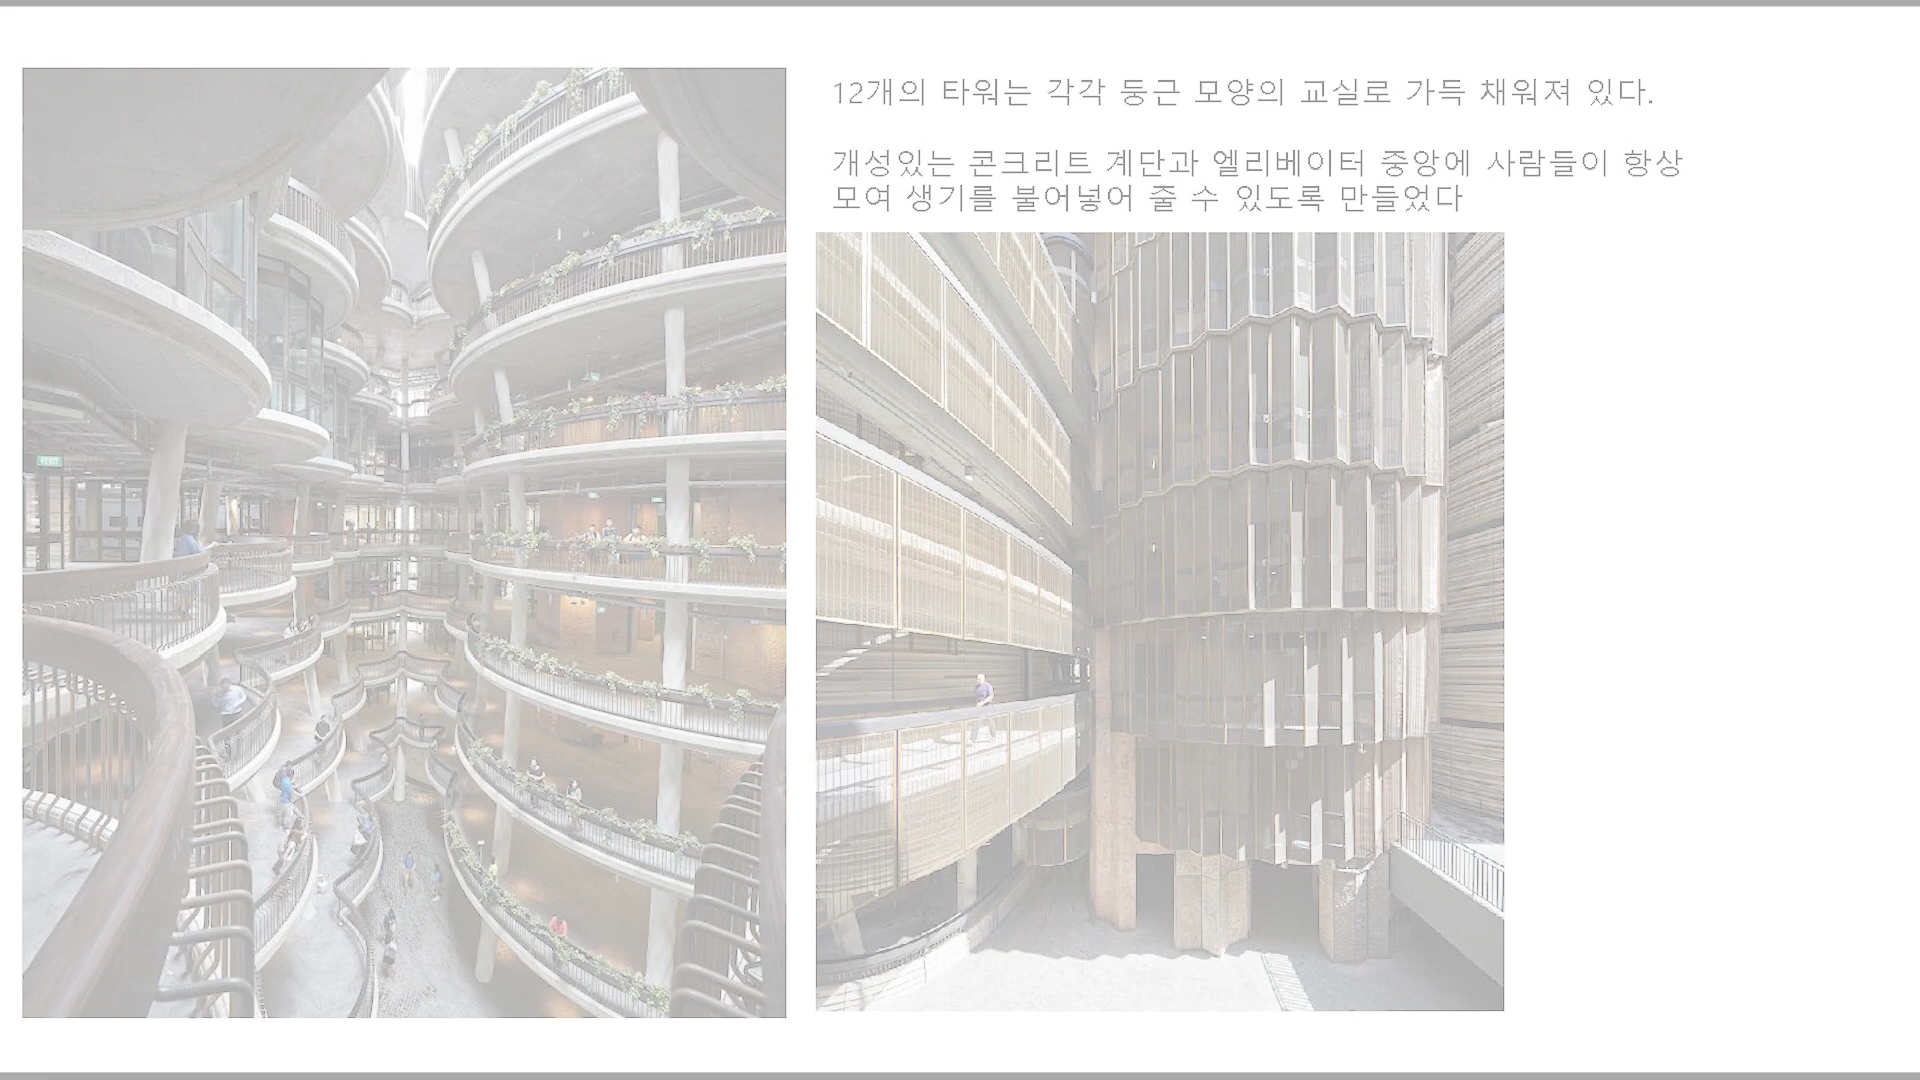 12개의 타워는 각각 둥근 모양의 교실로 가득 채워져 있다.
개성있는 콘크리트 계단과 엘리베이터 중앙에 사람들이 항상
모여 생기를 불어넣어 줄 수 있도록 만들었다